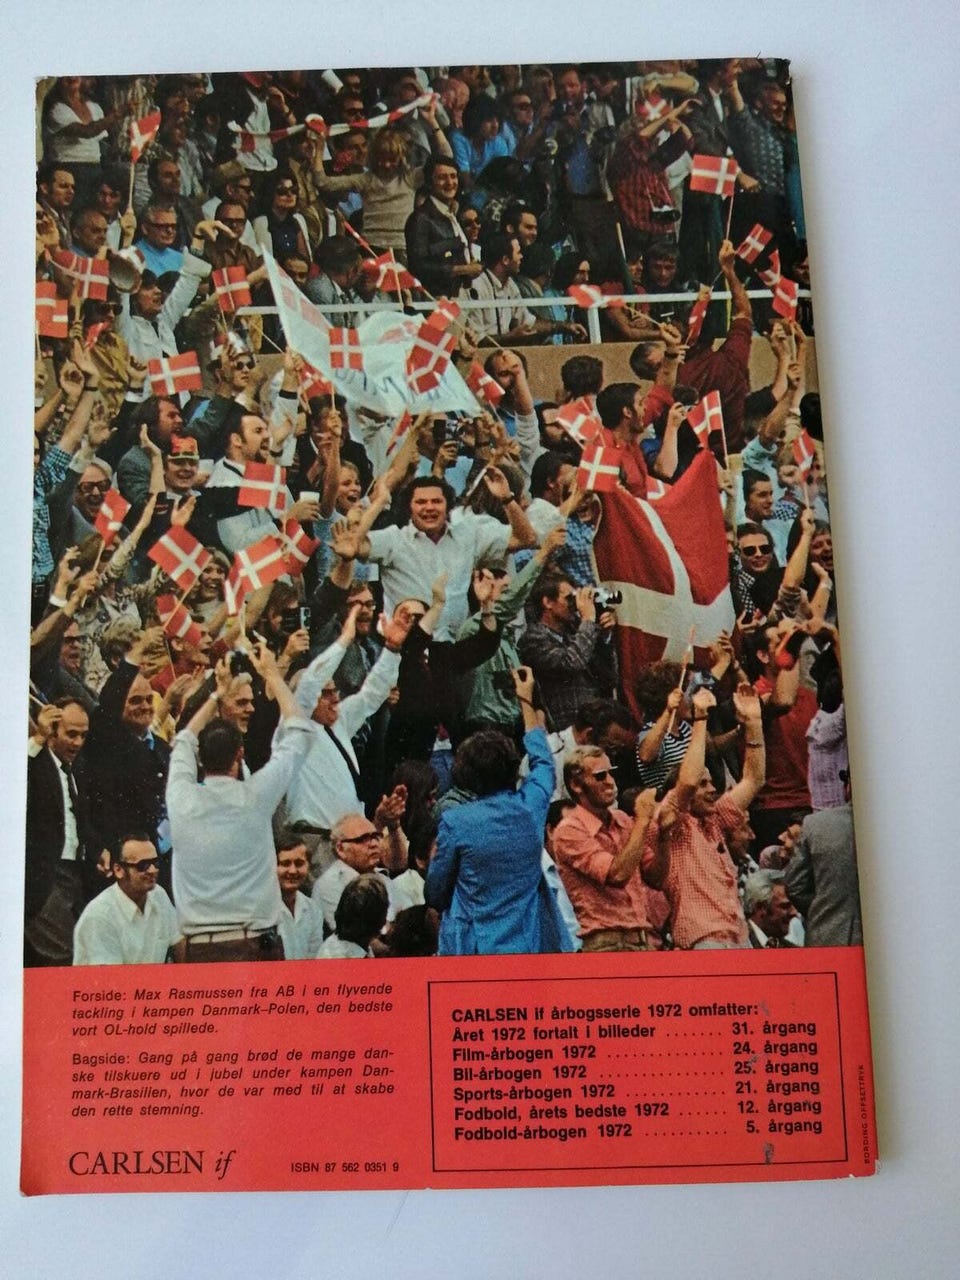 Forside: Max Rasmussen fra AB i en flyvende
tackling i kampen Danmark–Polen, den bedste
vort OL-hold spillede.
Bagside: Gang på gang brød de mange dan-
ske tilskuere ud i jubel under kampen Dan-
mark-Brasilien, hvor de var med til at skabe
den rette stemning.
CARLSEN if
ISBN 87 562 0351 9
CARLSEN if årbogsserie 1972 omfatter:
Året 1972 fortalt i billeder ....... 31. årgang
Film-årbogen 1972 .............. 24. årgang
Bil-årbogen 1972 ............... 25. årgang
Sports-årbogen 1972 ........... 21. årgang
Fodbold, årets bedste 1972 ...... 12. årgang
Fodbold-årbogen 1972 .......... 5. årgang
BORDING OFFSETTRYK